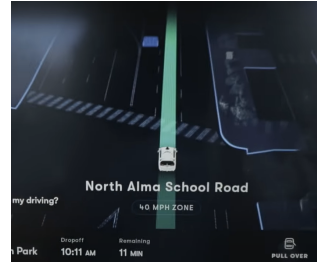 North Alma School Road
40 MPH ZONE
my driving?
Park
Dropoff
10:11 AM
Remaining
11 MIN
PULL OVER